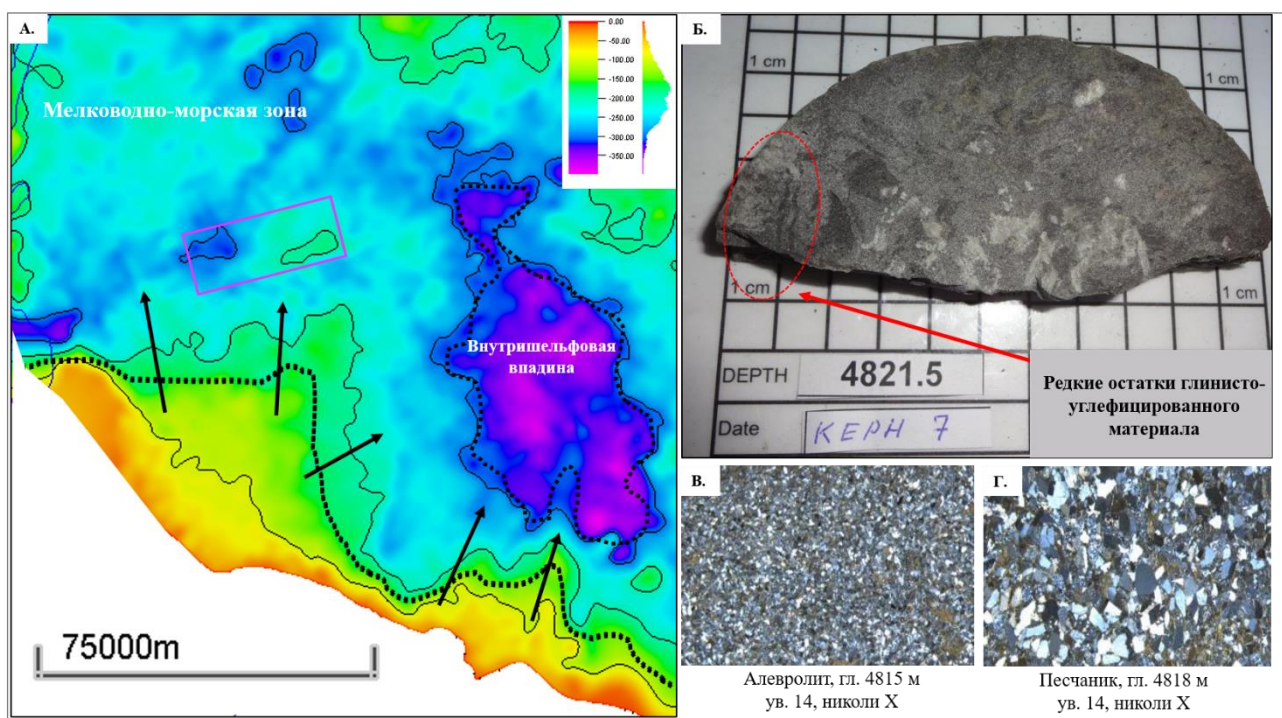 А.
Мелководно-морская зона
0.00
-50.00
-100.00
-150.00
-200.00
-250.00
-300.00
-350.00
Внутришельфовая
впадина
75000m
Б.
1 cm
1 cm
1 cm
1 cm
DEPTH
4821.5
Date
КЕРН 7
Редкие остатки глинисто-
углефицированного
материала
В.
Алевролит, гл. 4815 м
ув. 14, николи X
Г.
Песчаник, гл. 4818 м
ув. 14, николи X